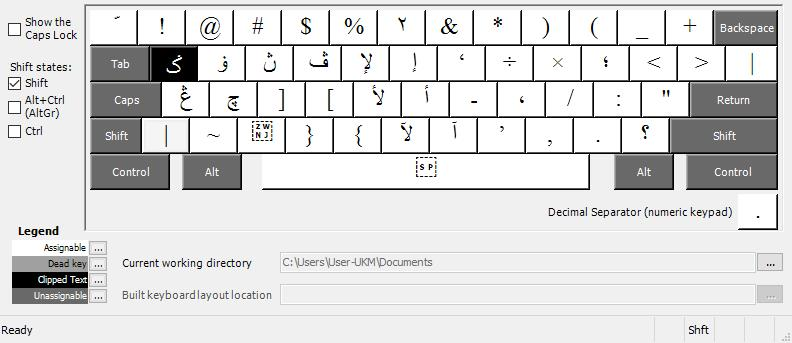 Show the
Caps Lock
! @ # $ % ٢ & * ) ( _ + Backspace
Tab ݢ ۏ ڽ ڤ لإ إ ‘ ÷ × ؛ < > |
Shift states:
Shift
Alt+Ctrl
(AltGr)
Ctrl
Caps ڠ چ ] [ لأ أ - ، / : " Return
Shift | ~ ZWNJ } { لآ آ ’ , . ؟ Shift
Control Alt SP Alt Control
Decimal Separator (numeric keypad) .
Legend
Assignable ...
Dead key ...
Clipped Text ...
Unassignable ...
Current working directory C:\Users\User-UKM\Documents ...
Built keyboard layout location ...
Ready Shft